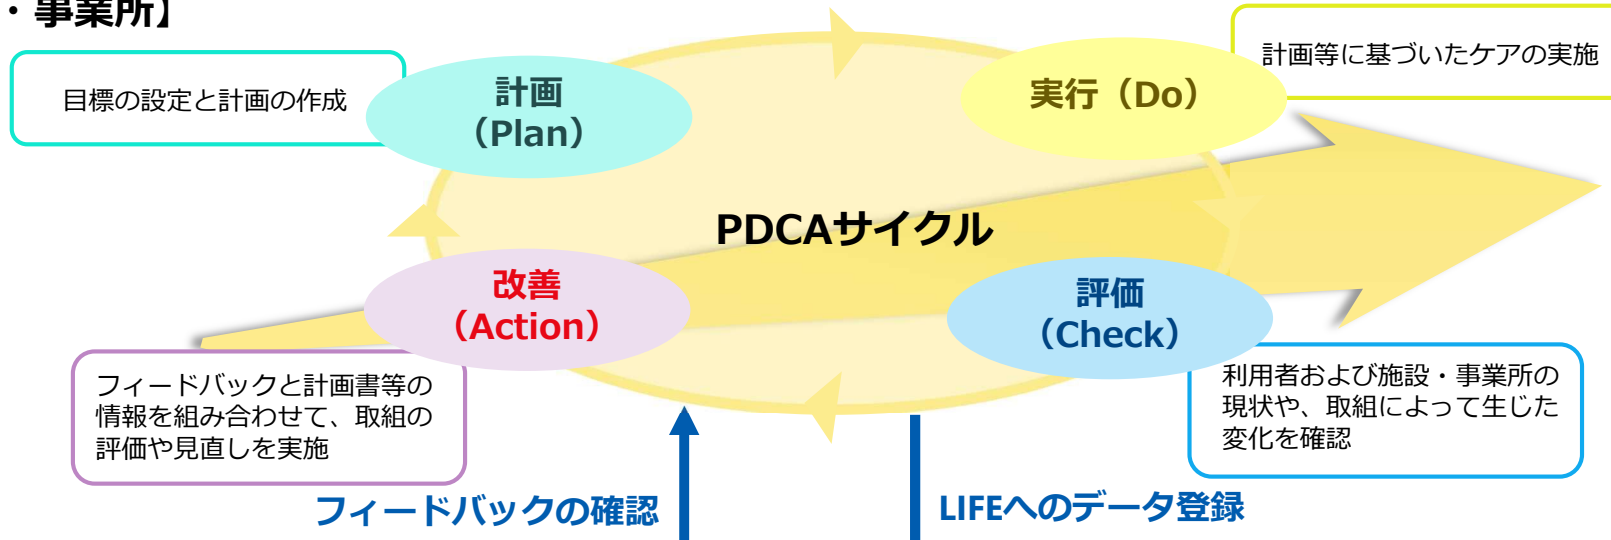 ・事業所】
目標の設定と計画の作成
計画
（Plan）
実行（Do）
計画等に基づいたケアの実施
PDCAサイクル
改善
（Action）
評価
（Check）
フィードバックと計画書等の
情報を組み合わせて、取組の
評価や見直しを実施
利用者および施設・事業所の
現状や、取組によって生じた
変化を確認
フィードバックの確認
LIFEへのデータ登録